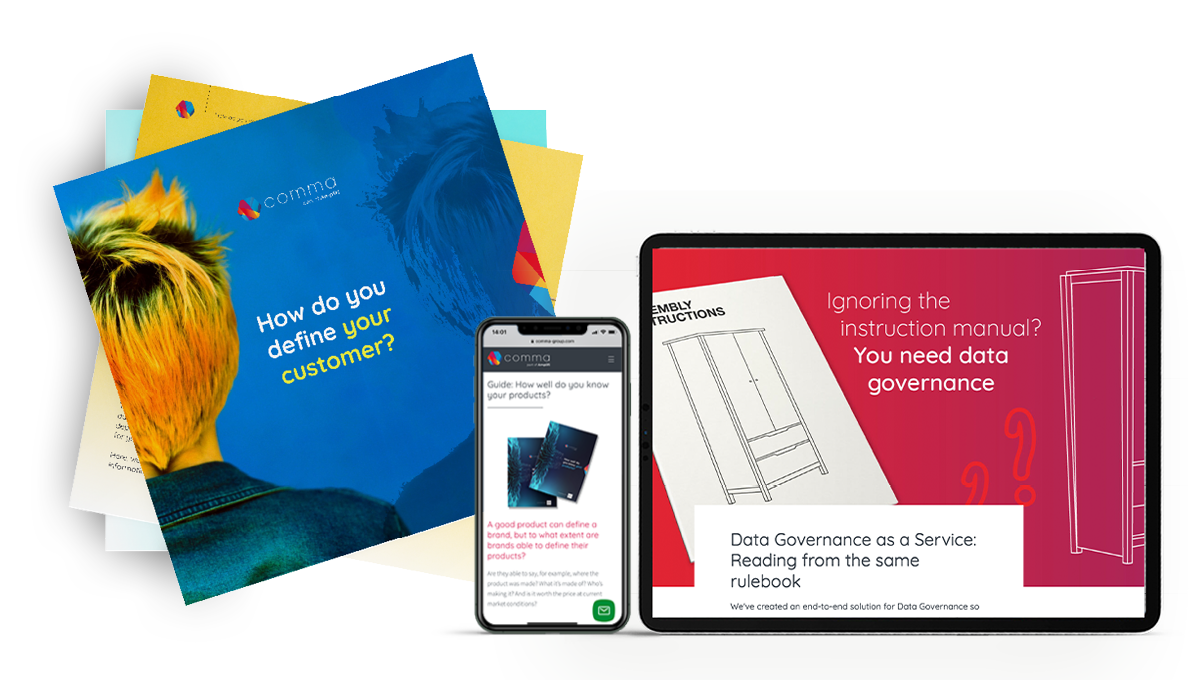 comma
How do you
define your
customer?
for th
Here, we
informati
14:01
comma-group.com
comma
Guide: How well do you know
your products?
A good product can define a
brand, but to what extent are
brands able to define their
products?
Are they able to say, for example, where the
product was made? What it's made of? Who's
making it? And is it worth the price at current
market conditions?
EMBLY
TRUCTIONS
Ignoring the
instruction manual?
You need data
governance
Data Governance as a Service:
Reading from the same
rulebook
We've created an end-to-end solution for Data Governance so